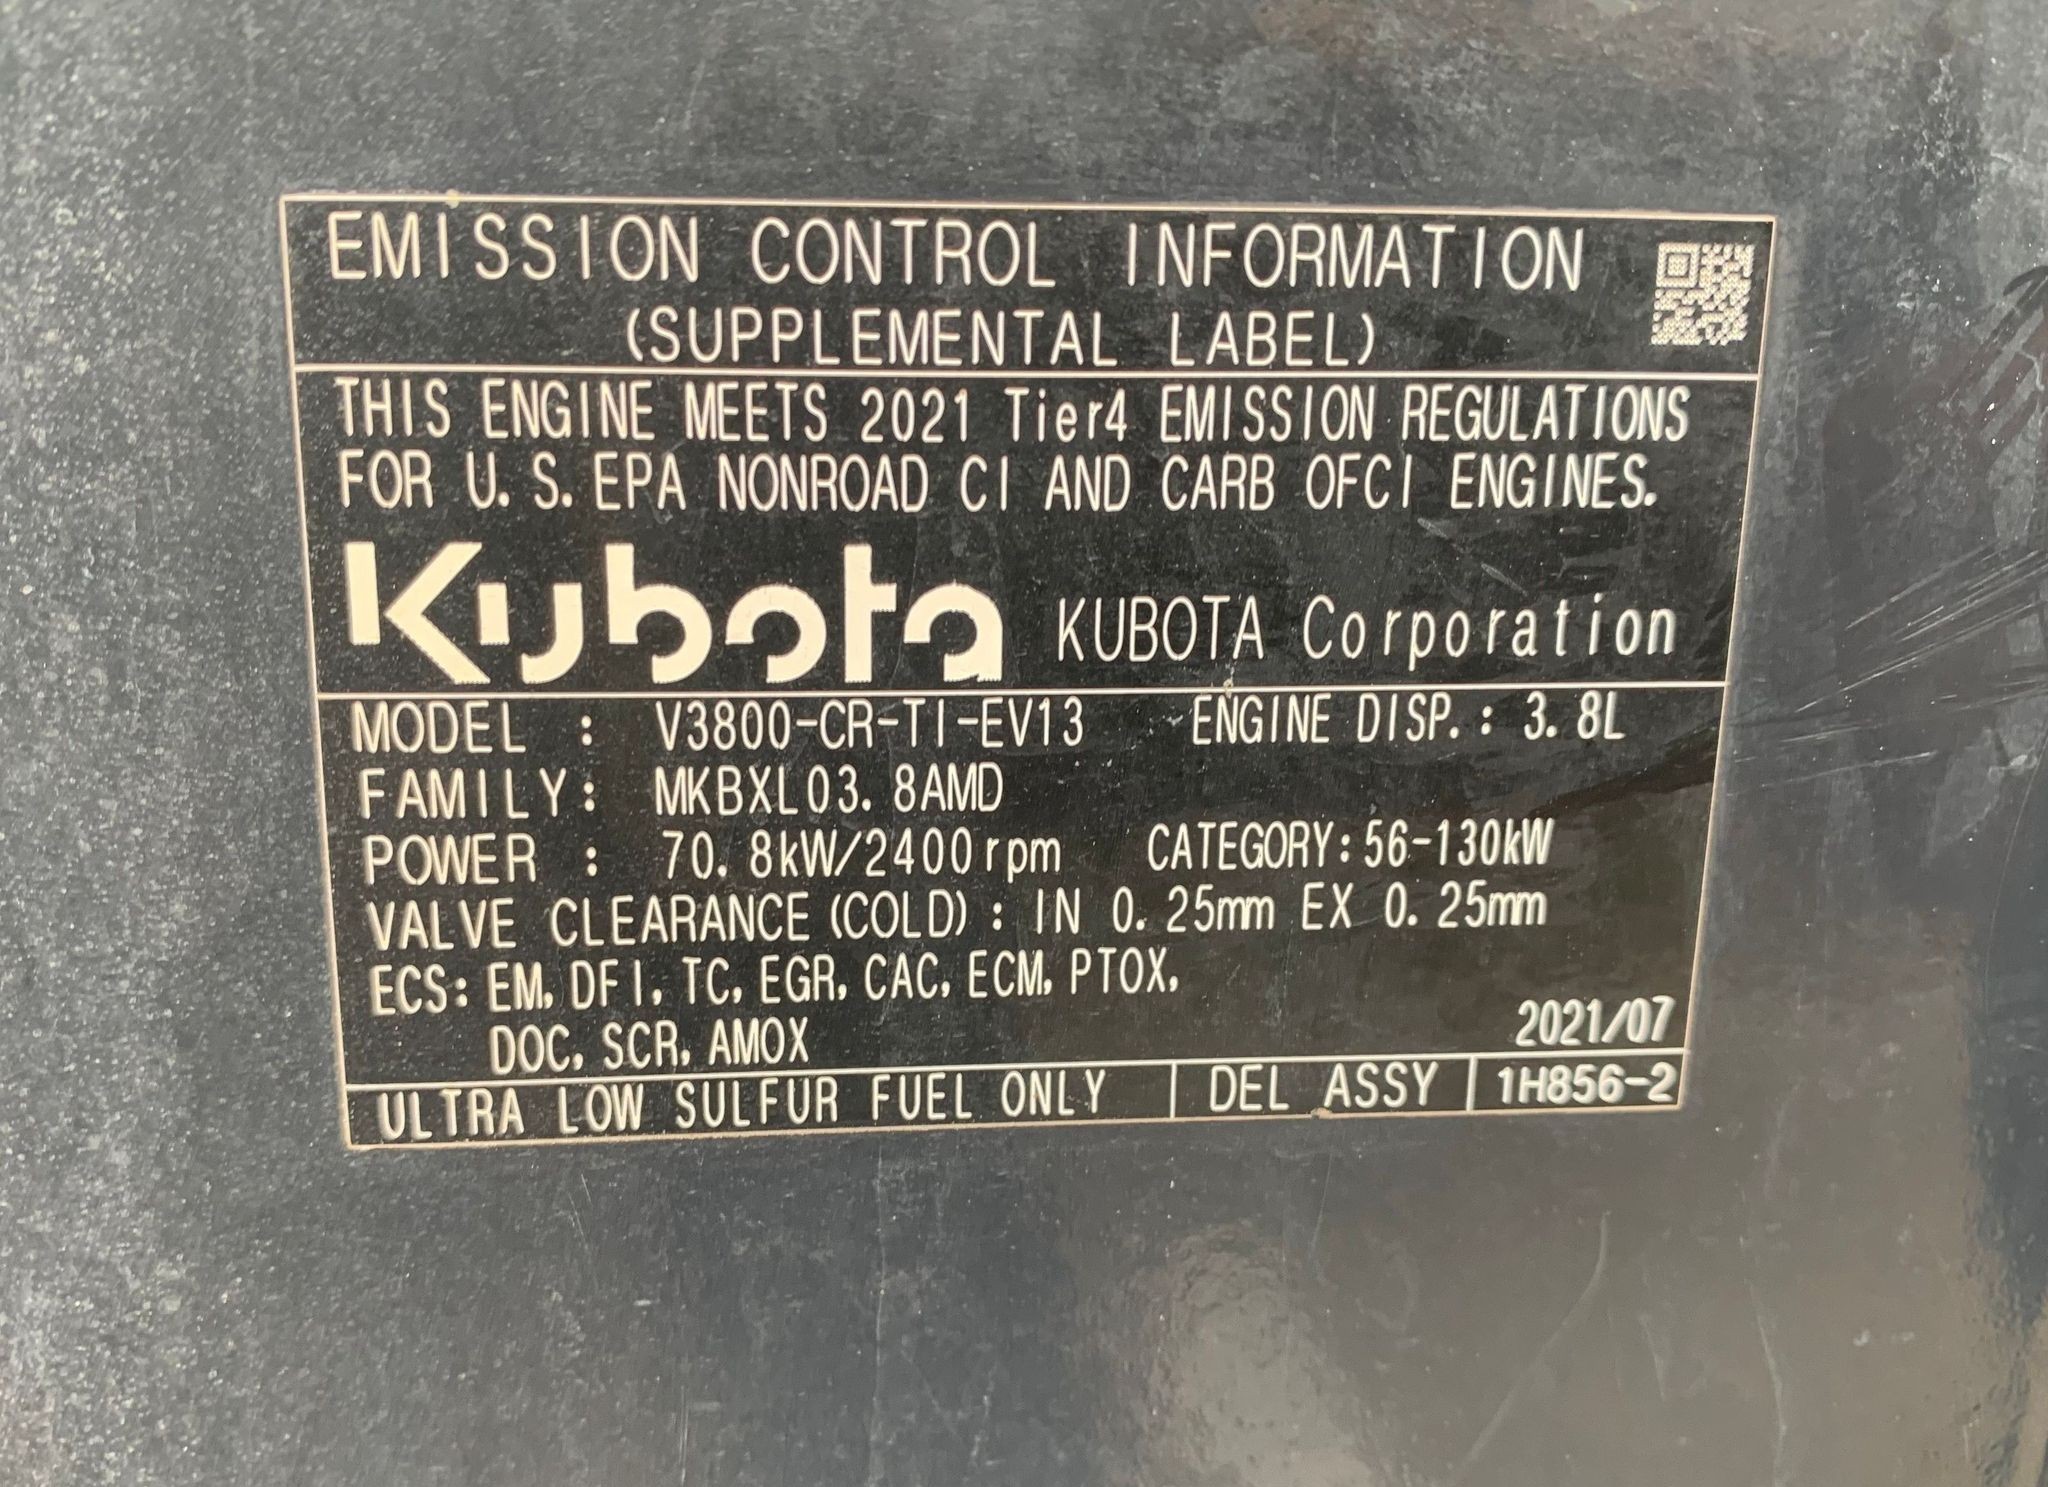 EMISSION CONTROL INFORMATION
(SUPPLEMENTAL LABEL)
THIS ENGINE MEETS 2021 Tier4 EMISSION REGULATIONS
FOR U.S.EPA NONROAD CI AND CARB OFCI ENGINES.
Kubota KUBOTA Corporation
MODEL : V3800-CR-TI-EV13 ENGINE DISP.: 3.8L
FAMILY: MKBXL03.8AMD
POWER : 70.8kW/2400rpm CATEGORY:56-130kW
VALVE CLEARANCE(COLD): IN 0.25mm EX 0.25mm
ECS: EM, DFI, TC, EGR, CAC, ECM, PTOX,
DOC, SCR, AMOX 2021/07
ULTRA LOW SULFUR FUEL ONLY | DEL ASSY | 1H856-2